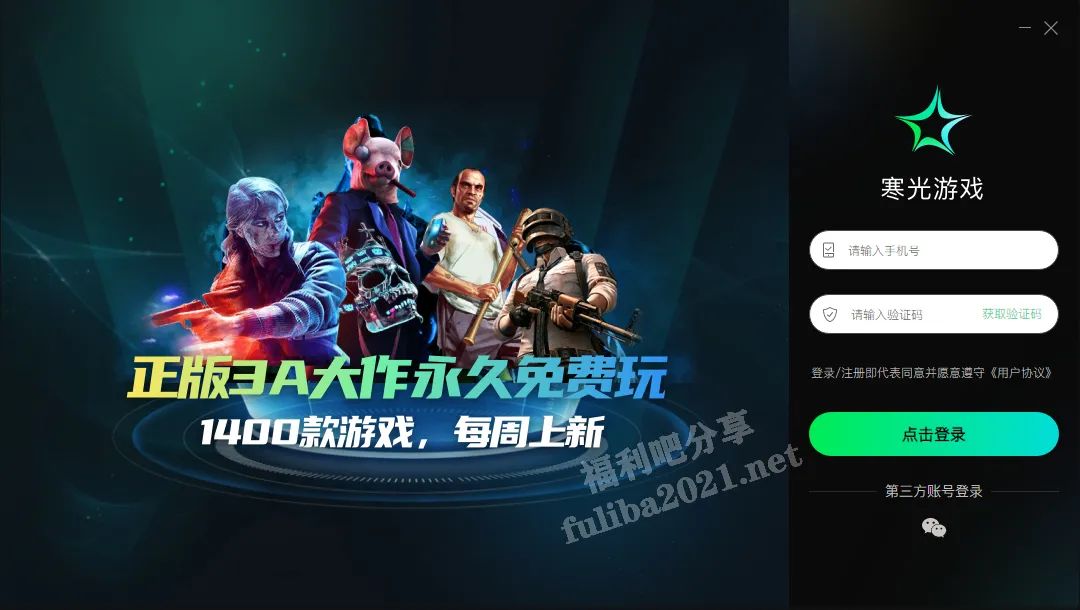 正版3A大作永久免费玩
1400款游戏，每周上新
福利吧分享
fuliba2021.net
寒光游戏
请输入手机号
请输入验证码 获取验证码
登录/注册即代表同意并愿意遵守《用户协议》
点击登录
第三方账号登录